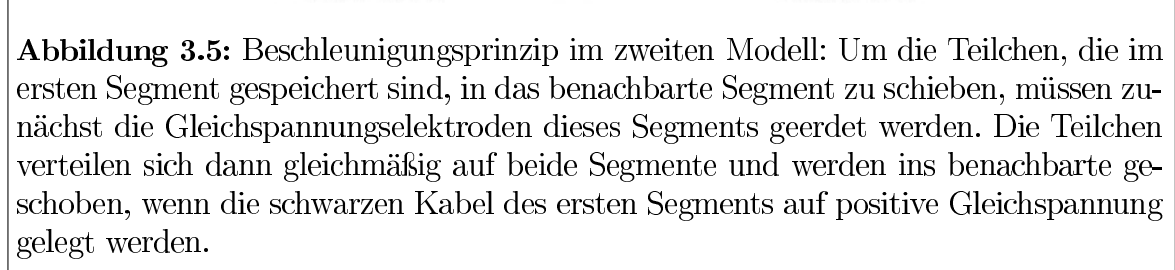 Abbildung 3.5: Beschleunigungsprinzip im zweiten Modell: Um die Teilchen, die im
ersten Segment gespeichert sind, in das benachbarte Segment zu schieben, müssen zu-
nächst die Gleichspannungselektroden dieses Segments geerdet werden. Die Teilchen
verteilen sich dann gleichmäßig auf beide Segmente und werden ins benachbarte ge-
schoben, wenn die schwarzen Kabel des ersten Segments auf positive Gleichspannung
gelegt werden.